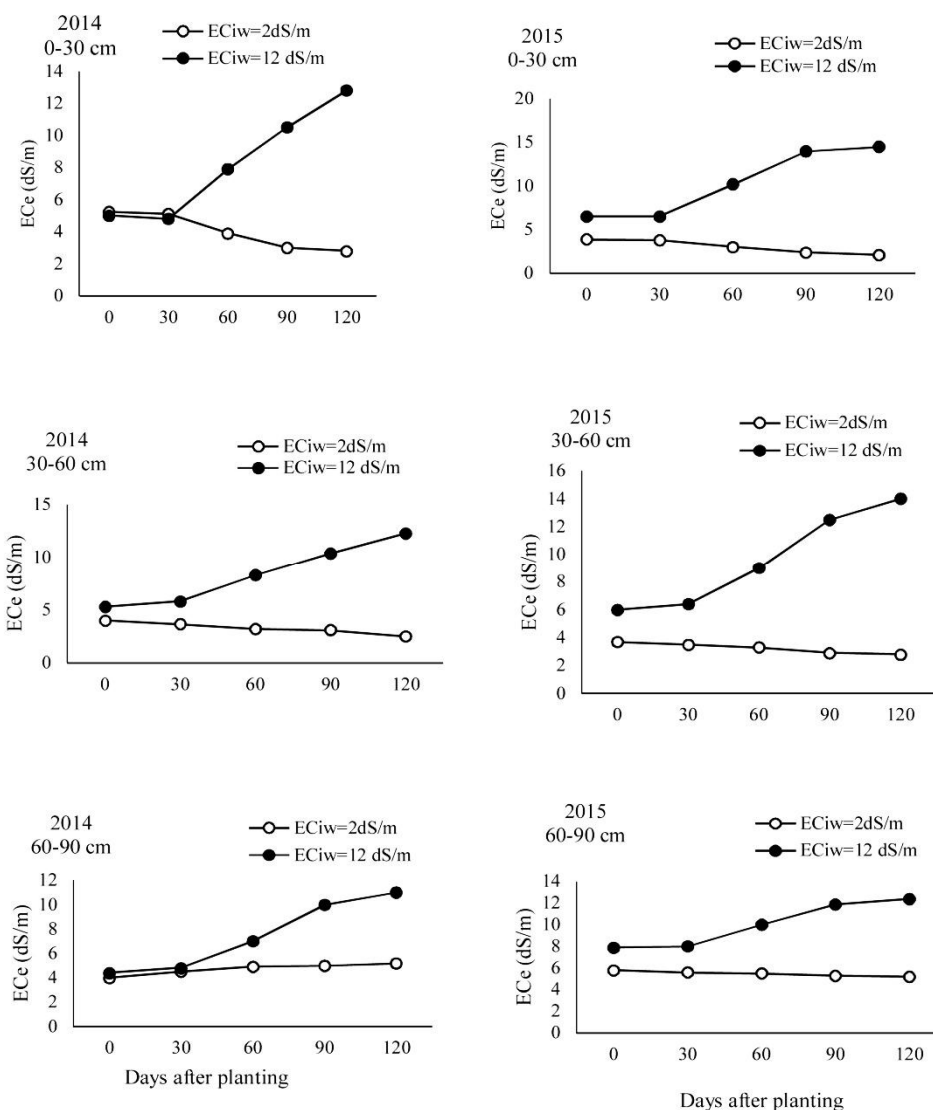 2014
0-30 cm
ECiw=2dS/m
ECiw=12 dS/m
ECe (dS/m)
14
12
10
8
6
4
2
0
0 30 60 90 120
2015
0-30 cm
ECiw=2dS/m
ECiw=12 dS/m
ECe (dS/m)
20
15
10
5
0
0 30 60 90 120
2014
30-60 cm
ECiw=2dS/m
ECiw=12 dS/m
ECe (dS/m)
15
10
5
0
0 30 60 90 120
2015
30-60 cm
ECiw=2dS/m
ECiw=12 dS/m
ECe (dS/m)
16
14
12
10
8
6
4
2
0
0 30 60 90 120
2014
60-90 cm
ECiw=2dS/m
ECiw=12 dS/m
ECe (dS/m)
12
10
8
6
4
2
0
0 30 60 90 120
Days after planting
2015
60-90 cm
ECiw=2dS/m
ECiw=12 dS/m
ECe (dS/m)
14
12
10
8
6
4
2
0
0 30 60 90 120
Days after planting